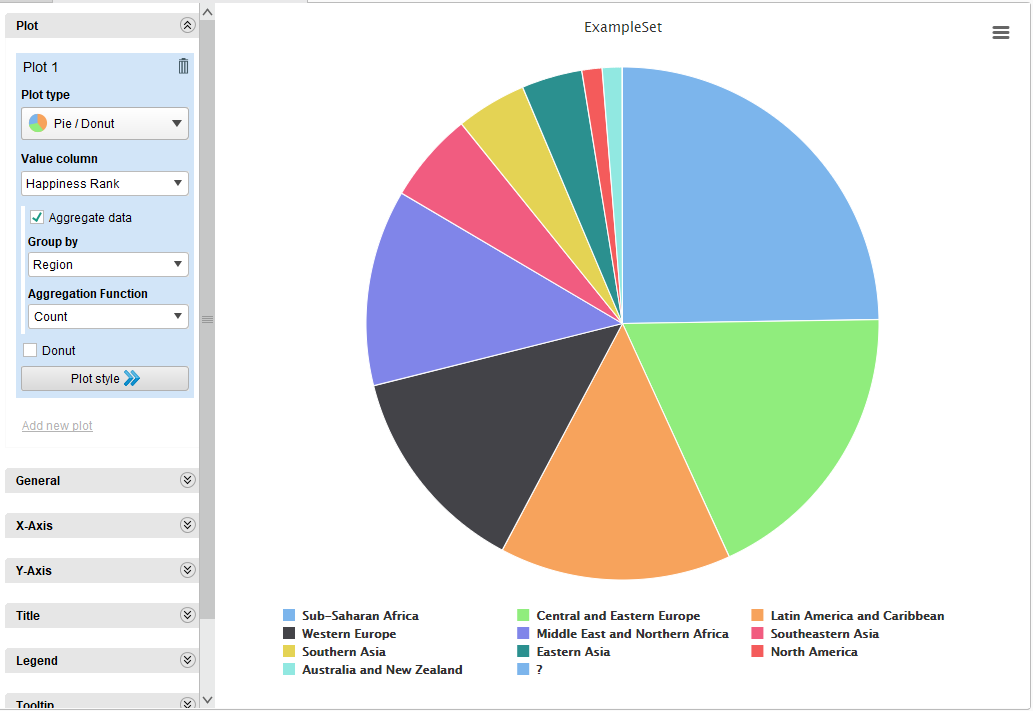 Plot
Plot 1
Plot type
Pie / Donut
Value column
Happiness Rank
Aggregate data
Group by
Region
Aggregation Function
Count
Donut
Plot style
Add new plot
General
X-Axis
Y-Axis
Title
Legend
Tooltip
ExampleSet
Sub-Saharan Africa Central and Eastern Europe Latin America and Caribbean
Western Europe Middle East and Northern Africa Southeastern Asia
Southern Asia Eastern Asia North America
Australia and New Zealand ?